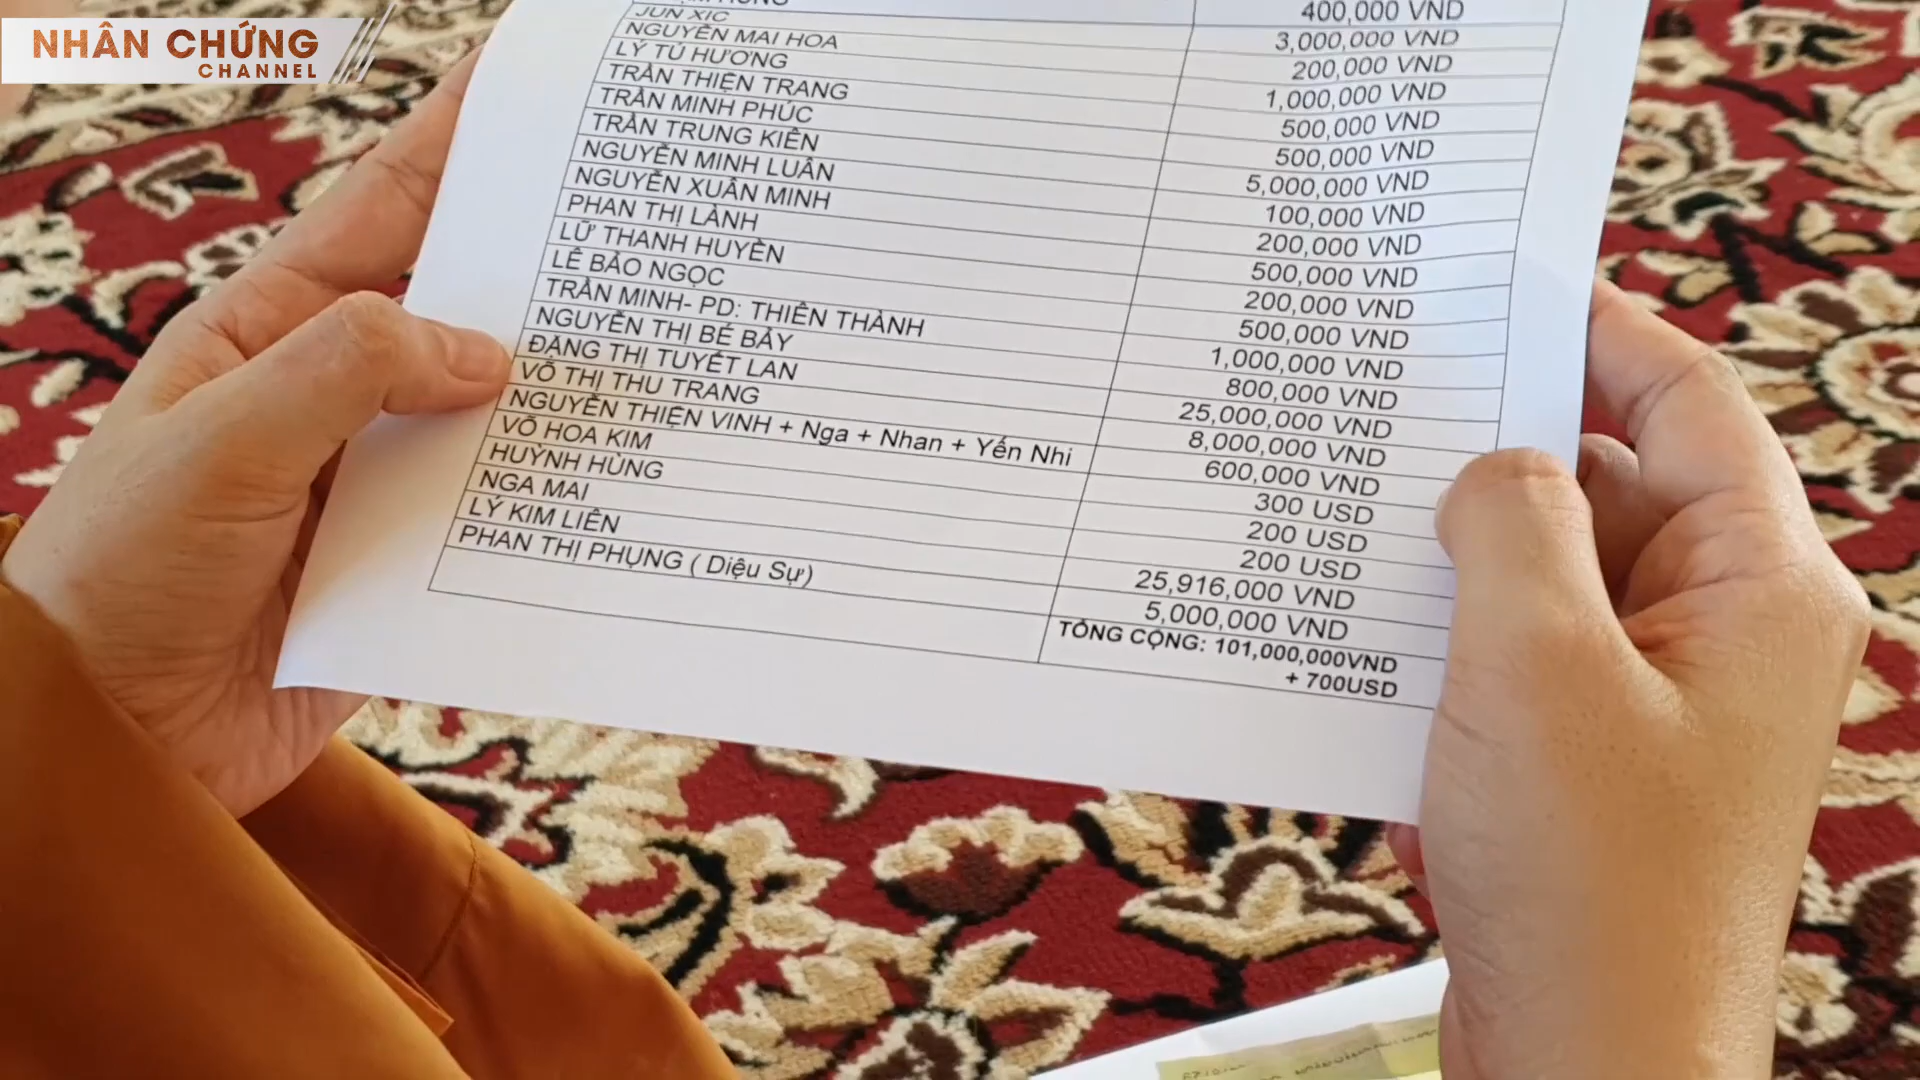 NHÂN CHỨNG
CHANNEL
400,000 VND
JUN XIC 3,000,000 VND
NGUYỄN MAI HOA 200,000 VND
LÝ TÚ HƯƠNG 1,000,000 VND
TRẦN THIỆN TRANG 500,000 VND
TRẦN MINH PHÚC 500,000 VND
TRẦN TRUNG KIÊN 5,000,000 VND
NGUYỄN MINH LUÂN 100,000 VND
NGUYỄN XUÂN MINH 200,000 VND
PHAN THỊ LÀNH 500,000 VND
LỮ THANH HUYỀN 200,000 VND
LÊ BẢO NGỌC 500,000 VND
TRẦN MINH- PD: THIÊN THÀNH 1,000,000 VND
NGUYỄN THỊ BÉ BẢY 800,000 VND
ĐẶNG THỊ TUYẾT LAN 25,000,000 VND
VÕ THỊ THU TRANG 8,000,000 VND
NGUYỄN THIỆN VINH + Nga + Nhan + Yến Nhi 600,000 VND
VÕ HOA KIM 300 USD
HUỲNH HÙNG 200 USD
NGA MAI 200 USD
LÝ KIM LIÊN 25,916,000 VND
PHAN THỊ PHỤNG ( Diệu Sự) 5,000,000 VND
TỔNG CỘNG: 101,000,000VND
+ 700USD